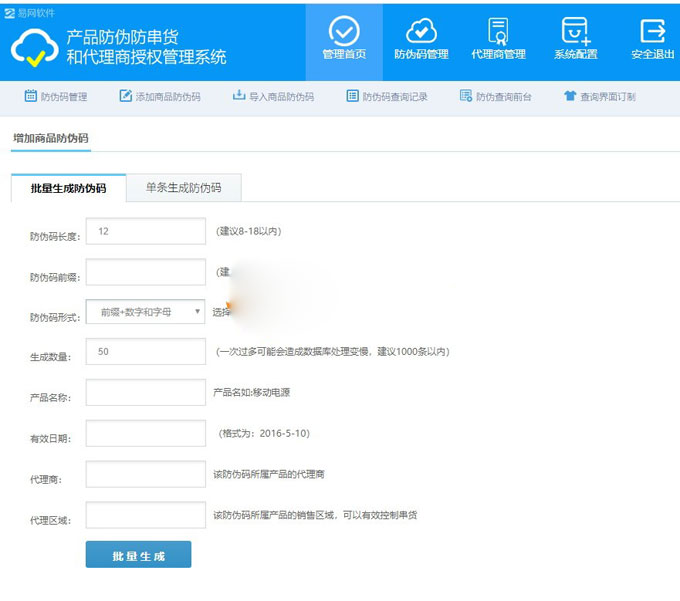 易网软件
产品防伪防串货
和代理商授权管理系统
管理首页
防伪码管理
代理商管理
系统配置
安全退出
防伪码管理
添加商品防伪码
导入商品防伪码
防伪码查询记录
防伪查询前台
查询界面订制
增加商品防伪码
批量生成防伪码
单条生成防伪码
防伪码长度：
12
(建议8-18以内)
防伪码前缀：
(建
防伪码形式：
前缀+数字和字母
选择
生成数量：
50
(一次过多可能会造成数据库处理变慢，建议1000条以内)
产品名称：
产品名如:移动电源
有效日期：
(格式为：2016-5-10)
代理商：
该防伪码所属产品的代理商
代理区域：
该防伪码所属产品的销售区域，可以有效控制串货
批量生成